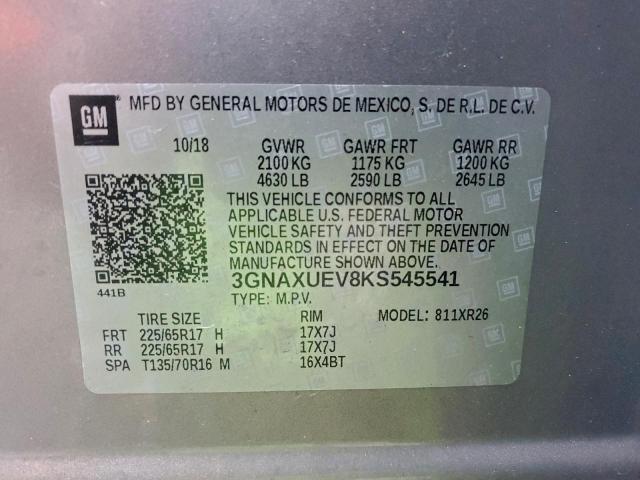 GM MFD BY GENERAL MOTORS DE MEXICO, S. DE R.L. DE C.V.
10/18 GVWR GAWR FRT GAWR RR
2100 KG 1175 KG 1200 KG
4630 LB 2590 LB 2645 LB
THIS VEHICLE CONFORMS TO ALL
APPLICABLE U.S. FEDERAL MOTOR
VEHICLE SAFETY AND THEFT PREVENTION
STANDARDS IN EFFECT ON THE DATE OF
MANUFACTURE SHOWN ABOVE.
441B 3GNAXUEV8KS545541
TYPE: M.P.V.
TIRE SIZE RIM MODEL: 811XR26
FRT 225/65R17 H 17X7J
RR 225/65R17 H 17X7J
SPA T135/70R16 M 16X4BT